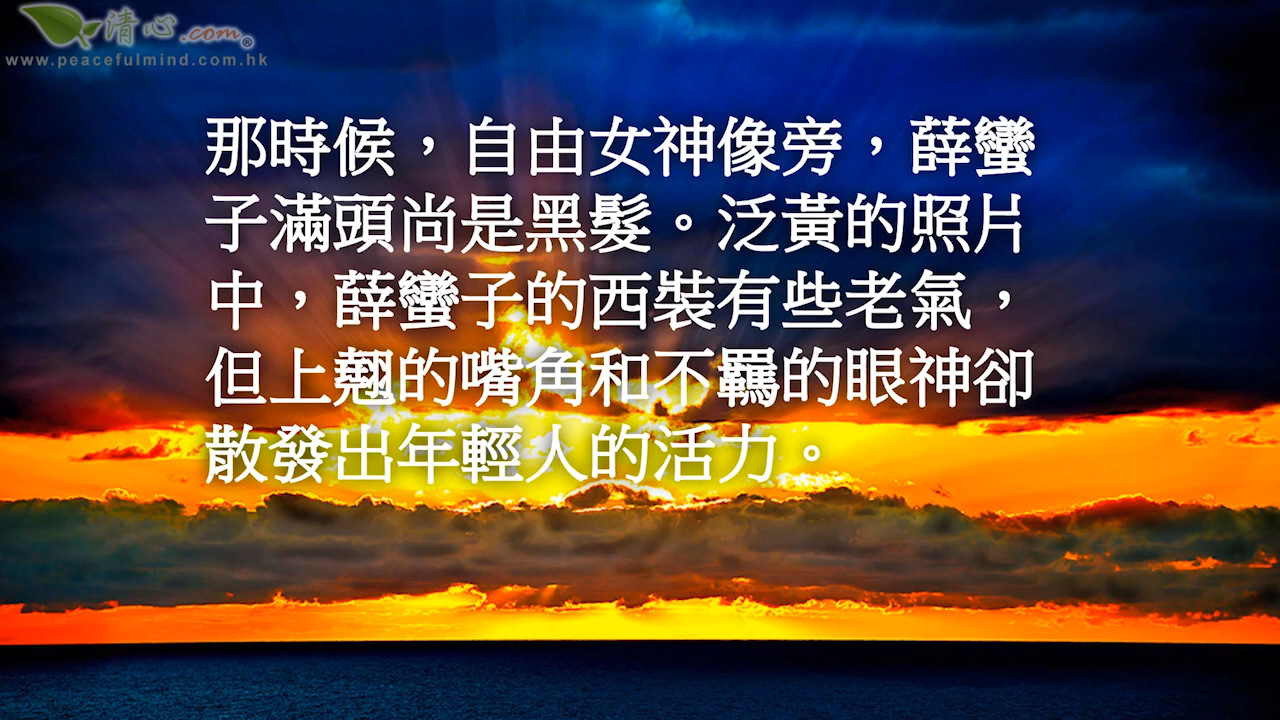 清心.com®
www.peacefulmind.com.hk
那時候，自由女神像旁，薛蠻
子滿頭尚是黑髮。泛黃的照片
中，薛蠻子的西裝有些老氣，
但上翹的嘴角和不羈的眼神卻
散發出年輕人的活力。